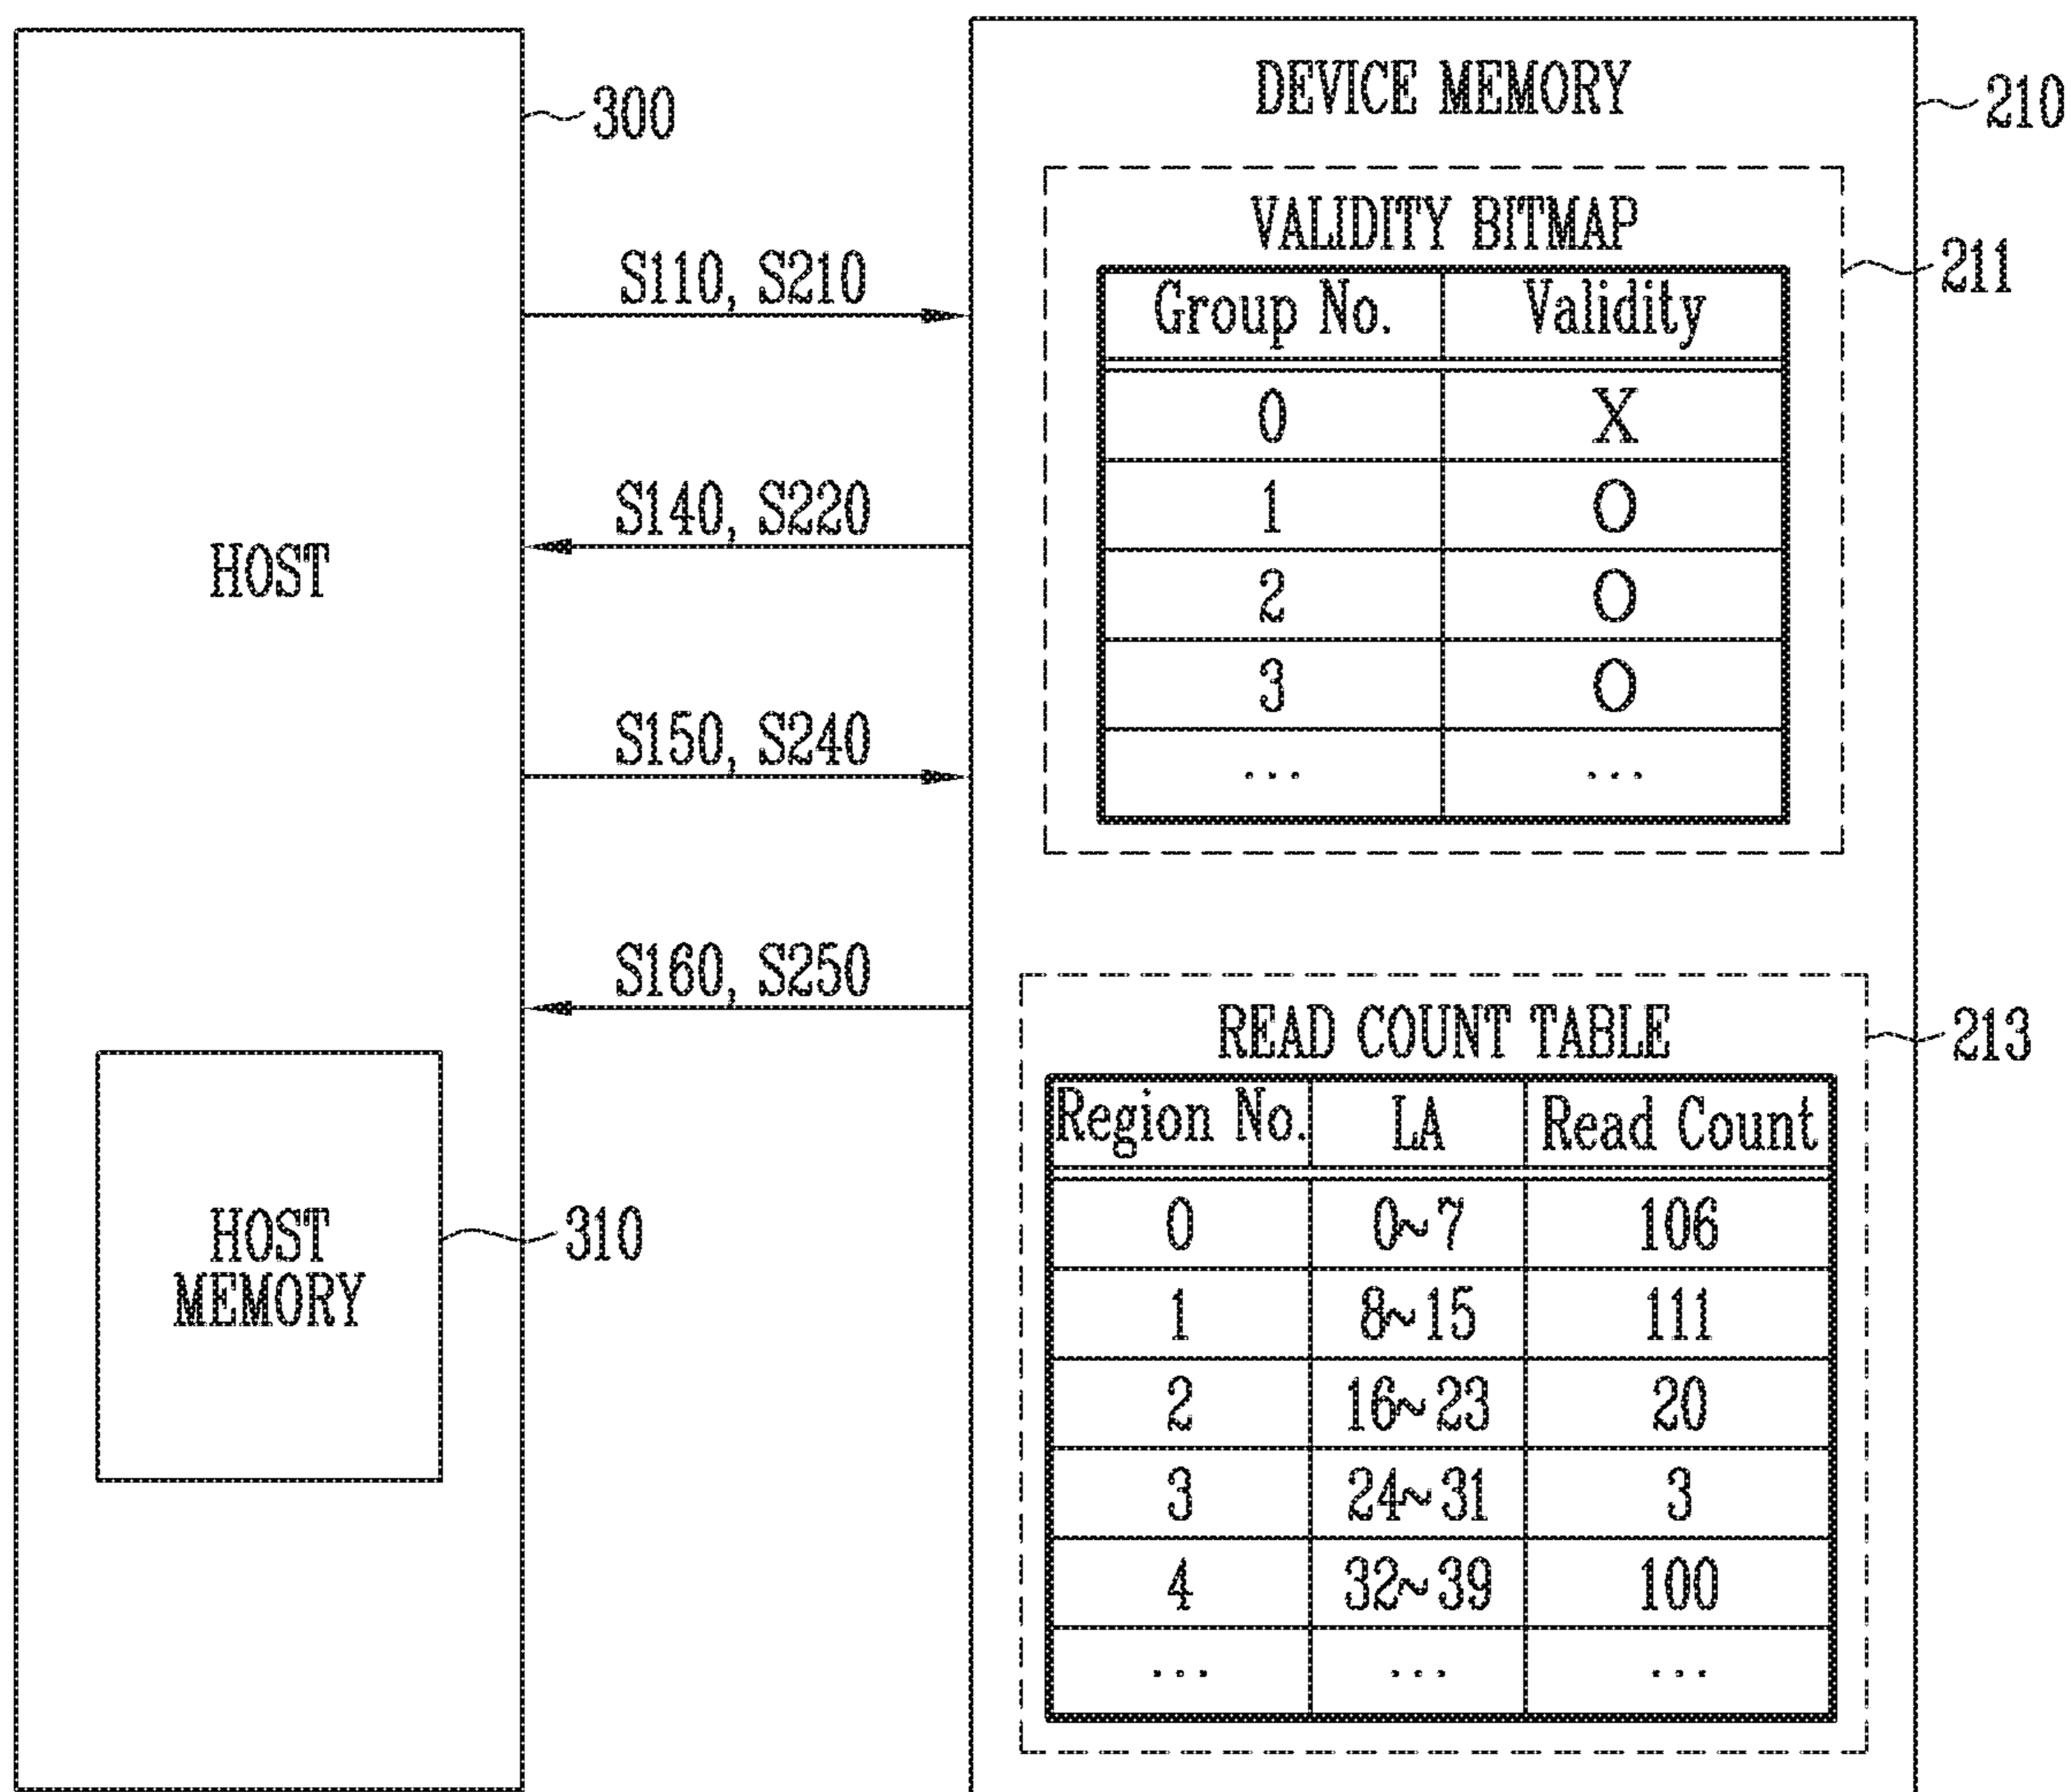 HOST
300
HOST
MEMORY
310
S110, S210
S140, S220
S150, S240
S160, S250
DEVICE MEMORY
210
VALIDITY BITMAP
211
Group No. Validity
0 X
1 O
2 O
3 O
... ...
READ COUNT TABLE
213
Region No. LA Read Count
0 0~7 106
1 8~15 111
2 16~23 20
3 24~31 3
4 32~39 100
... ... ...